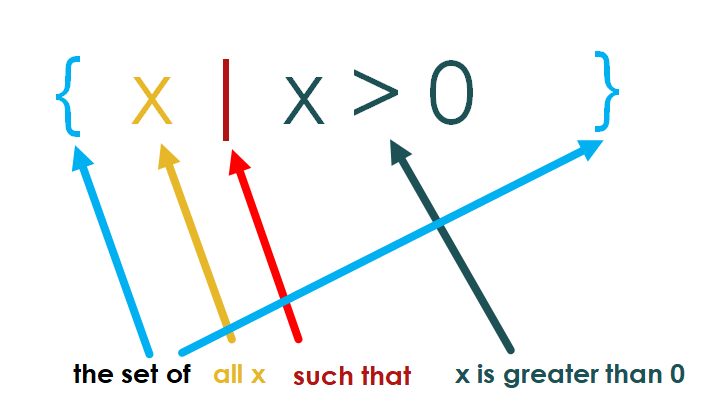 { x | x > 0 }
the set of all x such that x is greater than 0